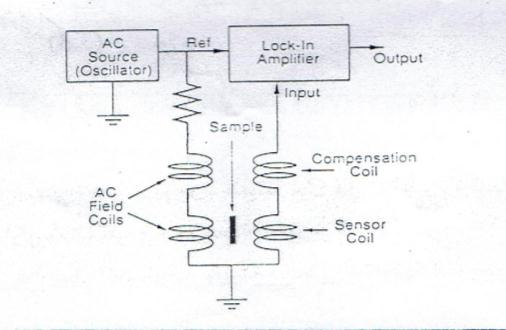 AC
Source
(Oscillator)
Ref
Lock-In
Amplifier
Output
Input
Sample
AC
Field
Coils
Compensation
Coil
Sensor
Coil